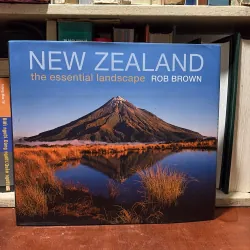 NEW ZEALAND
the essential landscape ROB BROWN